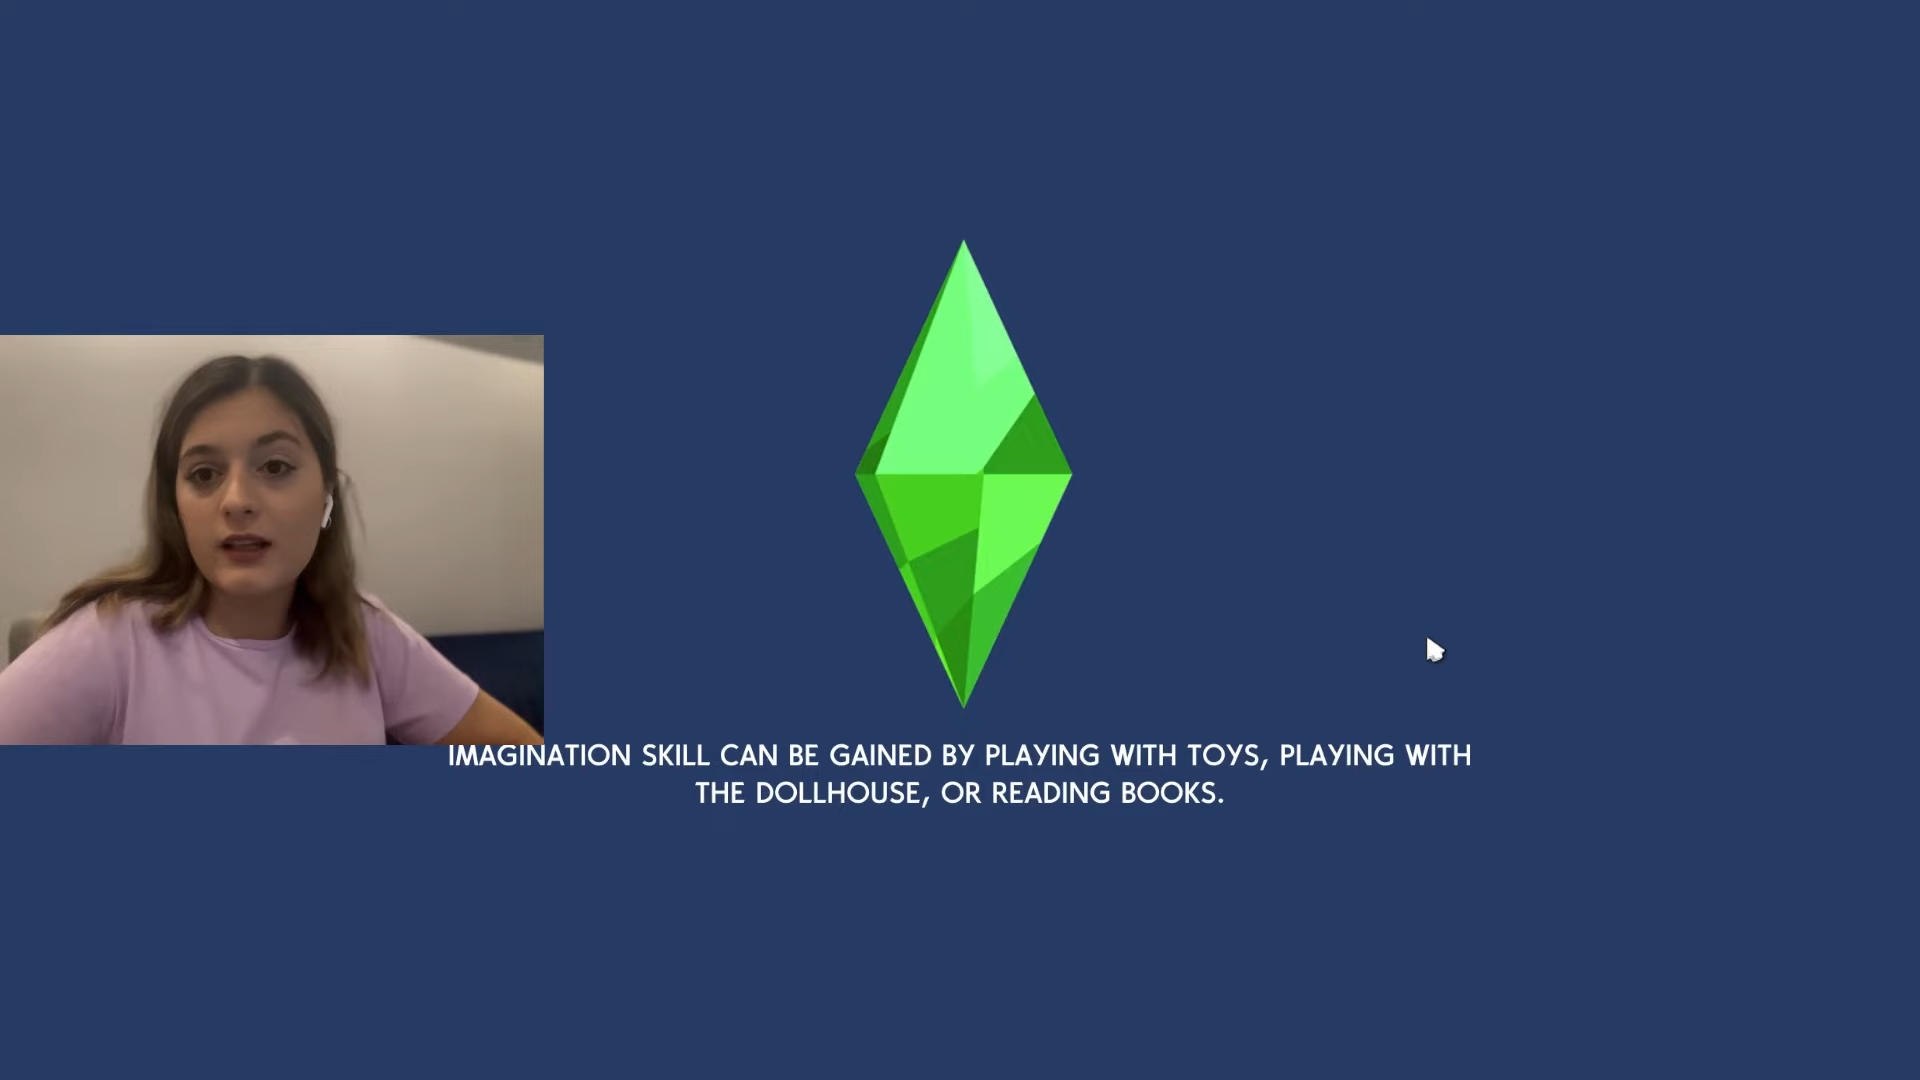 IMAGINATION SKILL CAN BE GAINED BY PLAYING WITH TOYS, PLAYING WITH
THE DOLLHOUSE, OR READING BOOKS.